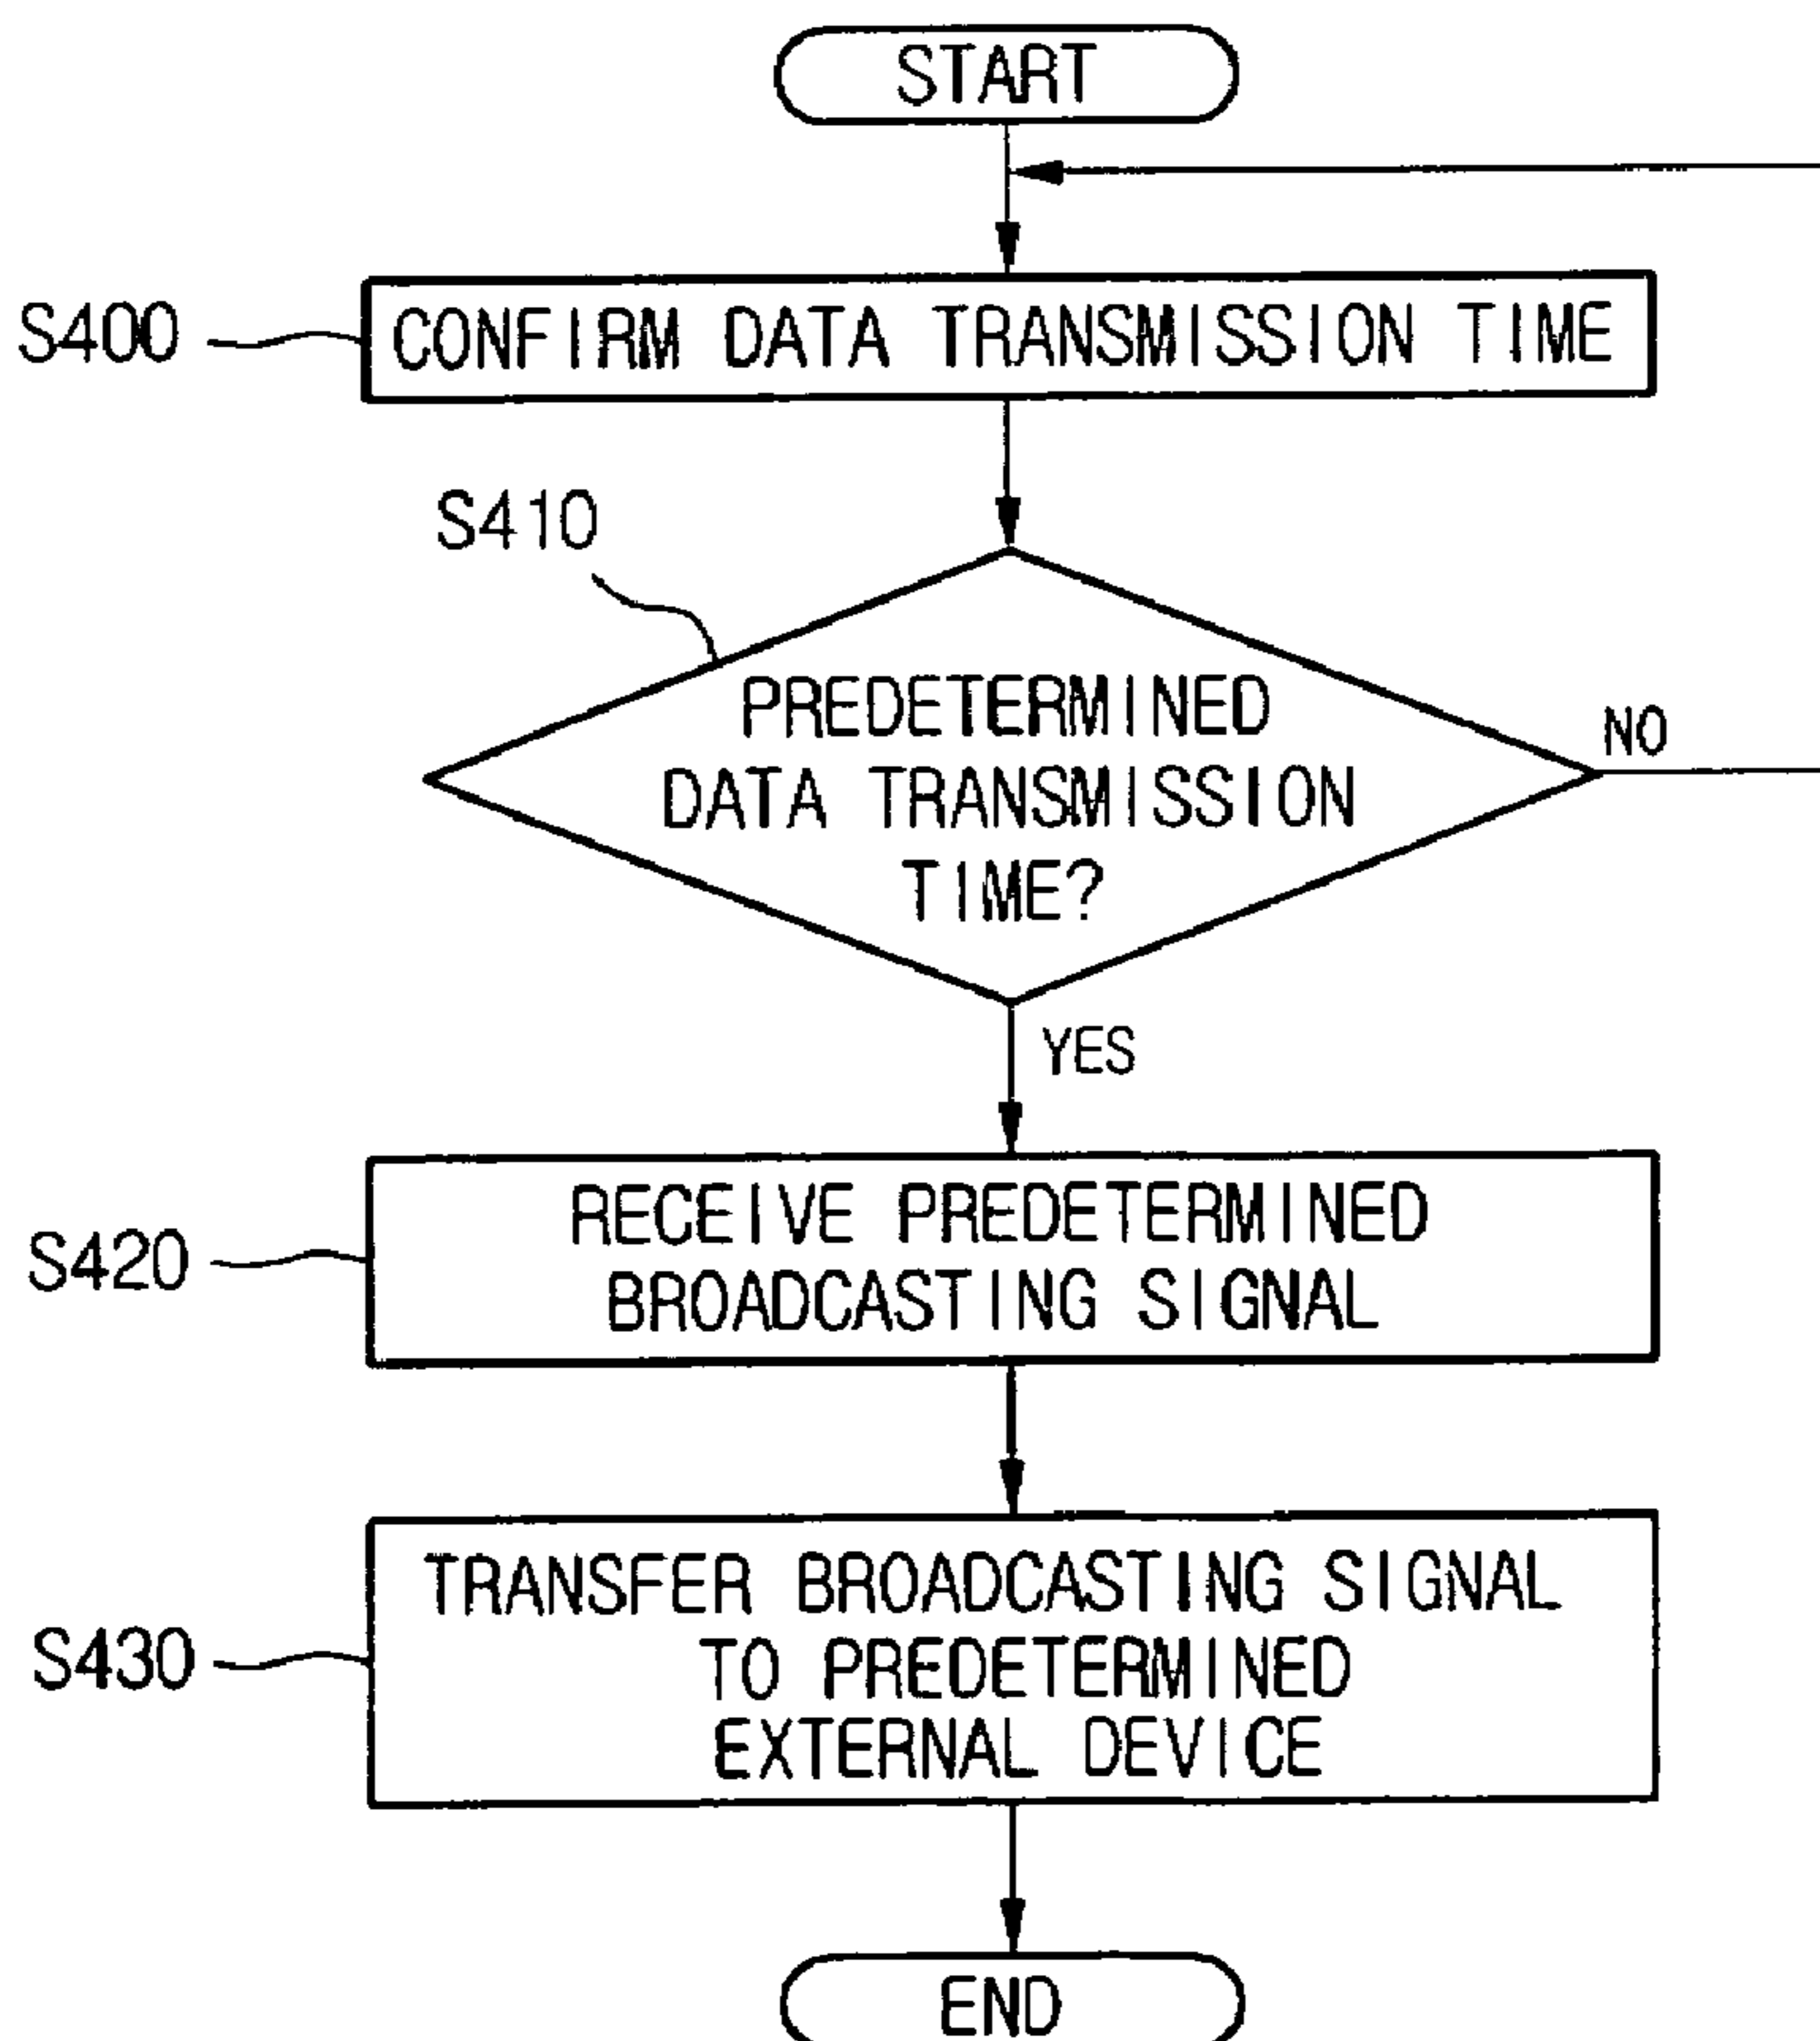 START
S400
CONFIRM DATA TRANSMISSION TIME
S410
PREDETERMINED
DATA TRANSMISSION
TIME?
NO
YES
S420
RECEIVE PREDETERMINED
BROADCASTING SIGNAL
S430
TRANSFER BROADCASTING SIGNAL
TO PREDETERMINED
EXTERNAL DEVICE
END